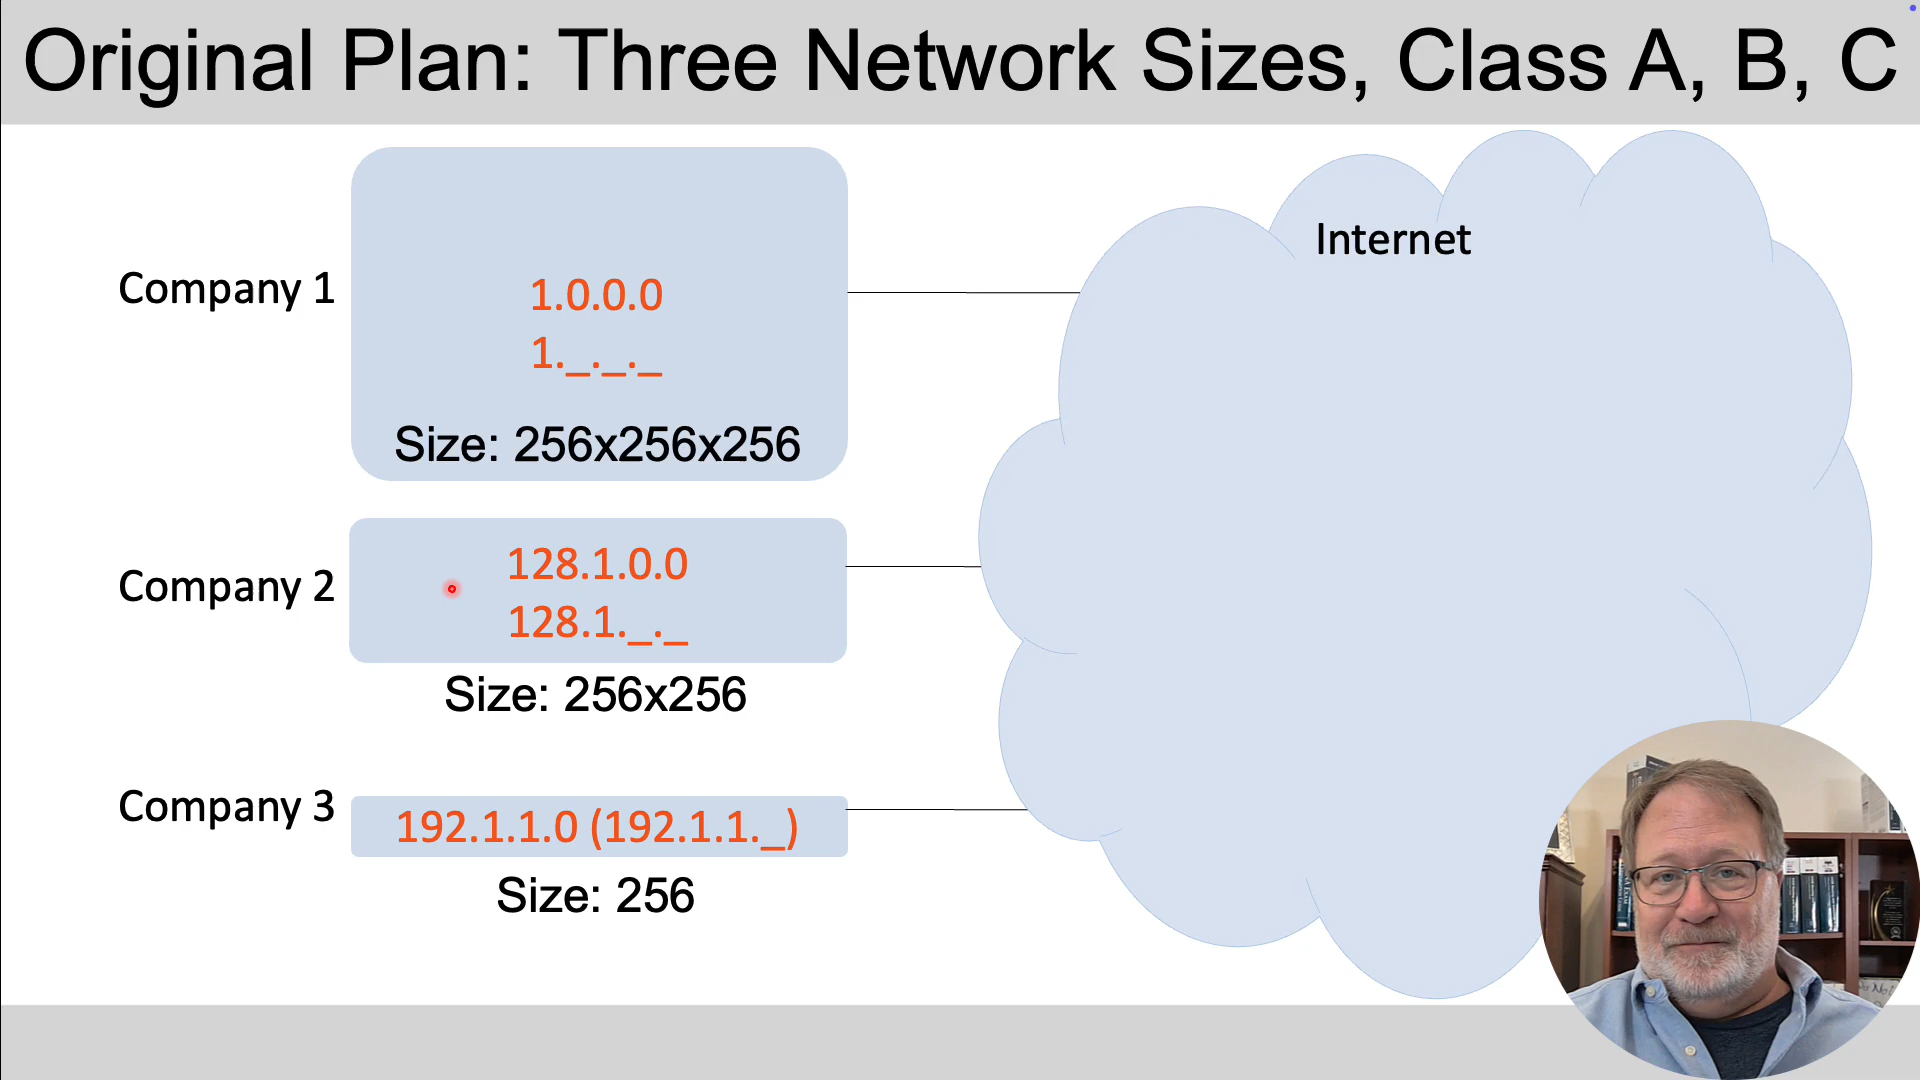 Original Plan: Three Network Sizes, Class A, B, C
Internet
Company 1
1.0.0.0
1._._._
Size: 256x256x256
Company 2
128.1.0.0
128.1._._
Size: 256x256
Company 3
192.1.1.0 (192.1.1._)
Size: 256